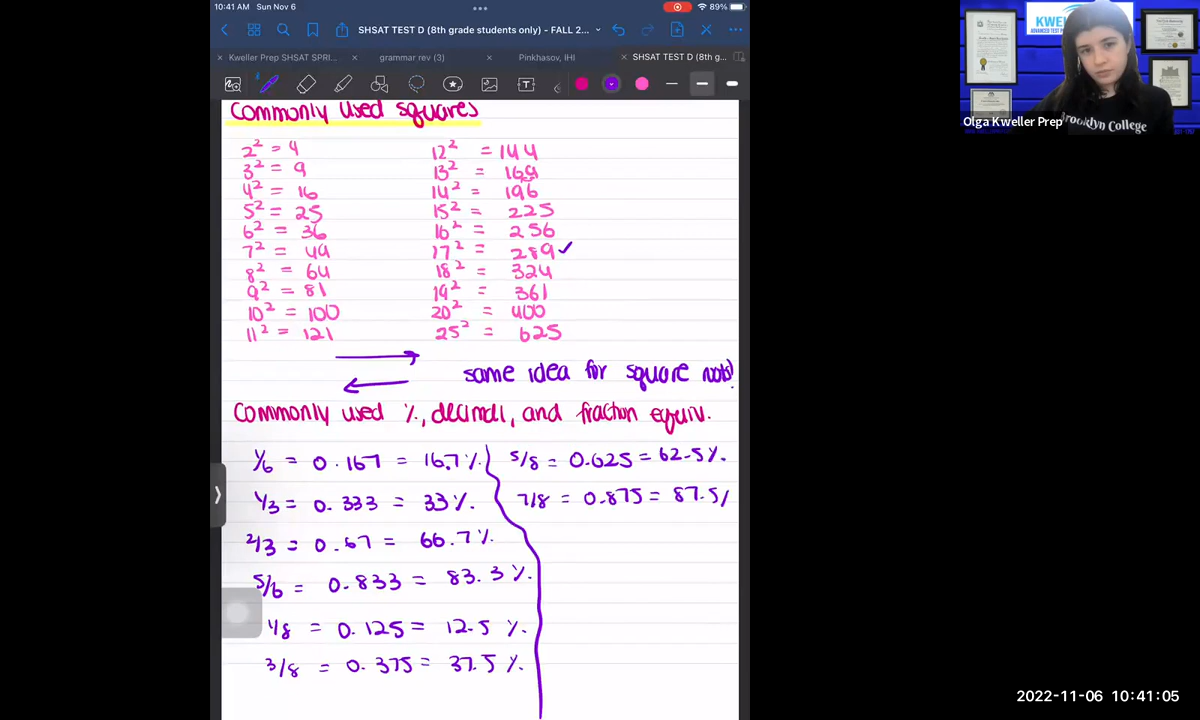 10:41 AM Sun Nov 6
89%
SHSAT TEST D (8th grade students only) - FALL 2...
Kweller Prep SHSAT SPRI...
grammar rev (3)
Pinkhasov, IHI
SHSAT TEST D (8th g...
Commonly used squares
2² = 4
3² = 9
4² = 16
5² = 25
6² = 36
7² = 49
8² = 64
9² = 81
10² = 100
11² = 121
12² = 144
13² = 169
14² = 196
15² = 225
16² = 256
17² = 289 ✓
18² = 324
19² = 361
20² = 400
25² = 625
same idea for square roots!
Commonly used %, decimal, and fraction equiv.
1/6 = 0.167 = 16.7%
1/3 = 0.333 = 33%.
2/3 = 0.67 = 66.7%.
5/6 = 0.833 = 83.3%.
1/8 = 0.125 = 12.5%.
3/8 = 0.375 = 37.5%.
5/8 = 0.625 = 62.5%.
7/8 = 0.875 = 87.5/
KWE
ADVANCED TEST P
Brooklyn College
Olga Kweller Prep
2022-11-06 10:41:05